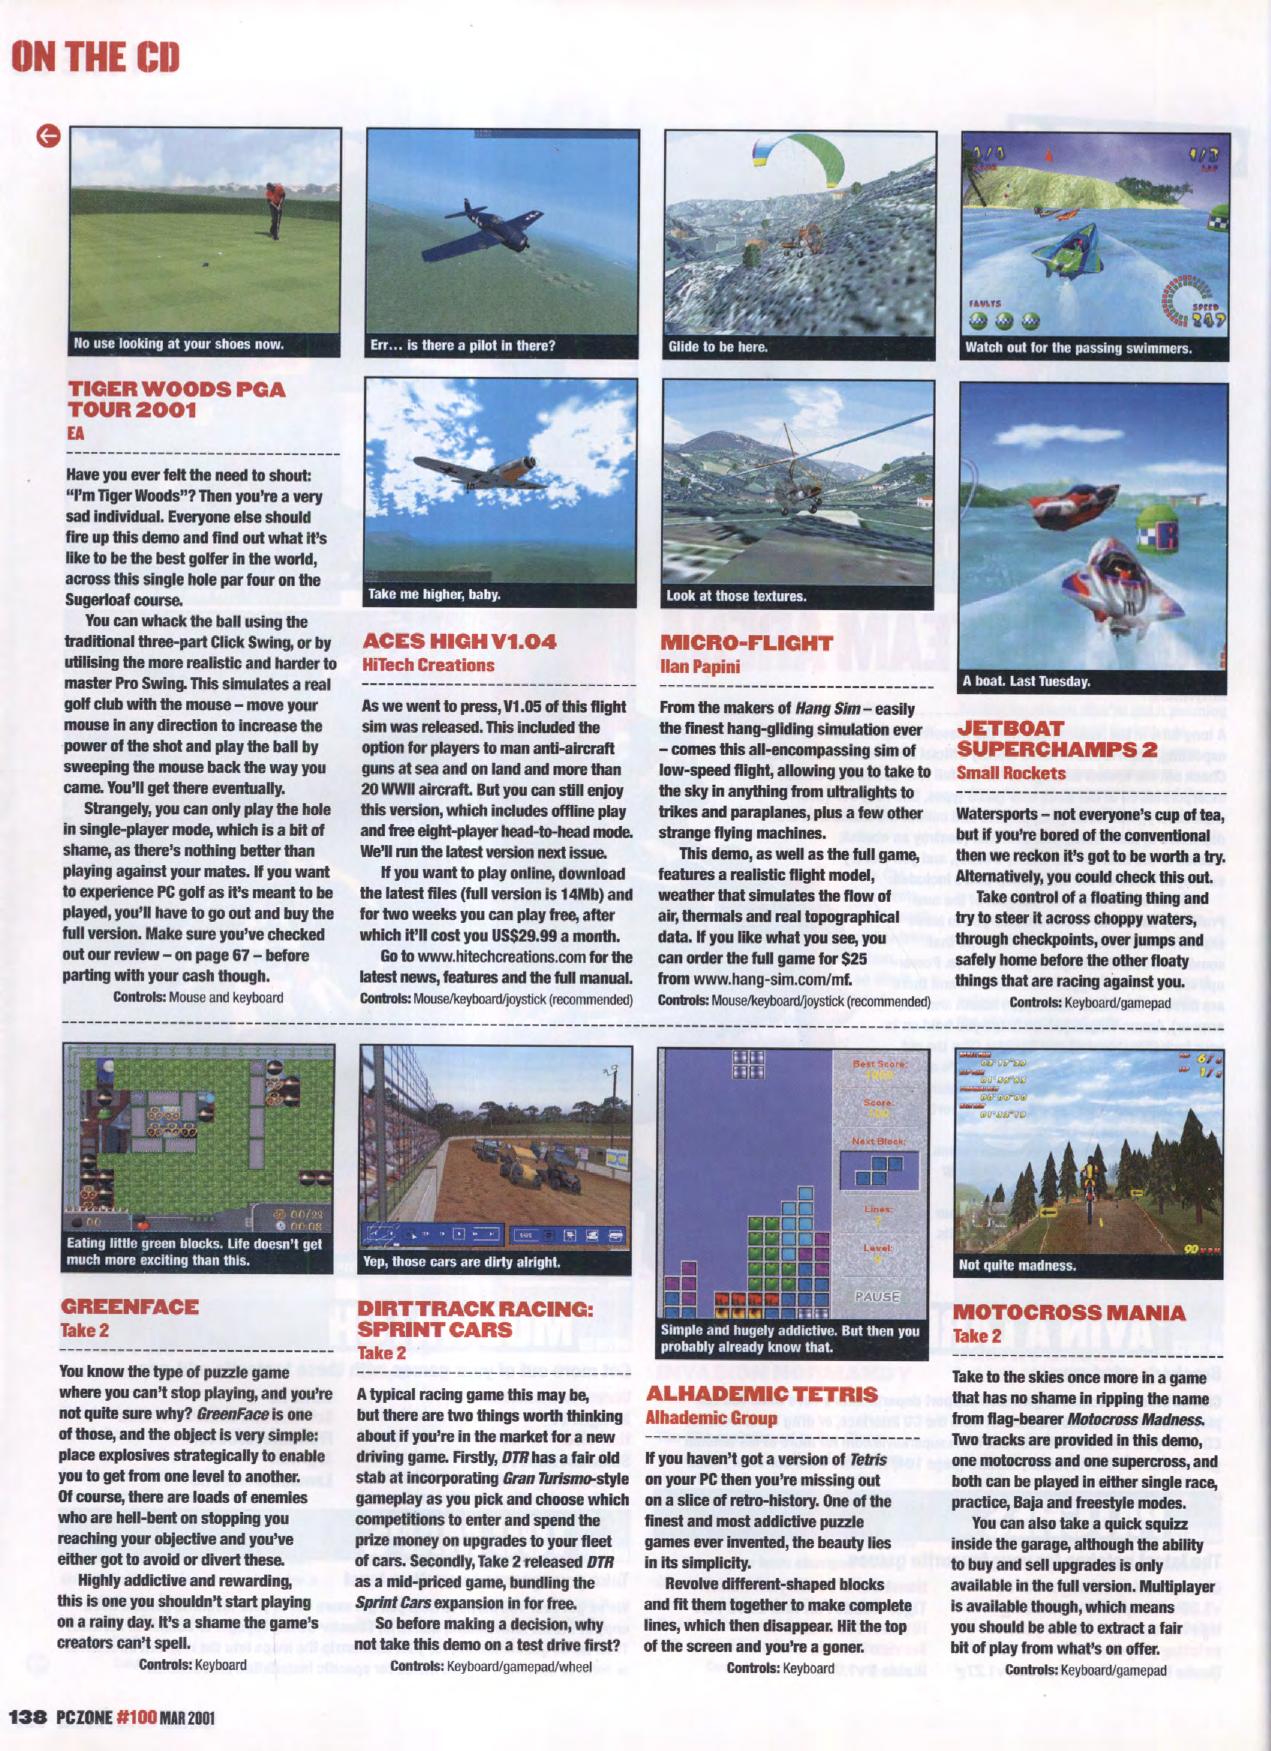 ON THE CD
No use looking at your shoes now.
TIGER WOODS PGA
TOUR 2001
EA
Have you ever felt the need to shout:
“I’m Tiger Woods”? Then you’re a very
sad individual. Everyone else should
fire up this demo and find out what it’s
like to be the best golfer in the world,
across this single hole par four on the
Sugerloaf course.
You can whack the ball using the
traditional three-part Click Swing, or by
utilising the more realistic and harder to
master Pro Swing. This simulates a real
golf club with the mouse – move your
mouse in any direction to increase the
power of the shot and play the ball by
sweeping the mouse back the way you
came. You’ll get there eventually.
Strangely, you can only play the hole
in single-player mode, which is a bit of
shame, as there’s nothing better than
playing against your mates. If you want
to experience PC golf as it’s meant to be
played, you’ll have to go out and buy the
full version. Make sure you’ve checked
out our review – on page 67 – before
parting with your cash though.
Controls: Mouse and keyboard
Err... is there a pilot in there?
Take me higher, baby.
ACES HIGH V1.04
HiTech Creations
As we went to press, V1.05 of this flight
sim was released. This included the
option for players to man anti-aircraft
guns at sea and on land and more than
20 WWII aircraft. But you can still enjoy
this version, which includes offline play
and free eight-player head-to-head mode.
We’ll run the latest version next issue.
If you want to play online, download
the latest files (full version is 14Mb) and
for two weeks you can play free, after
which it’ll cost you US$29.99 a month.
Go to www.hitechcreations.com for the
latest news, features and the full manual.
Controls: Mouse/keyboard/joystick (recommended)
Glide to be here.
Look at those textures.
MICRO-FLIGHT
Ilan Papini
From the makers of Hang Sim – easily
the finest hang-gliding simulation ever
– comes this all-encompassing sim of
low-speed flight, allowing you to take to
the sky in anything from ultralights to
trikes and paraplanes, plus a few other
strange flying machines.
This demo, as well as the full game,
features a realistic flight model,
weather that simulates the flow of
air, thermals and real topographical
data. If you like what you see, you
can order the full game for $25
from www.hang-sim.com/mf.
Controls: Mouse/keyboard/joystick (recommended)
1/3
FAULTS
SPEED
247
Watch out for the passing swimmers.
A boat. Last Tuesday.
JETBOAT
SUPERCHAMPS 2
Small Rockets
Watersports – not everyone’s cup of tea,
but if you’re bored of the conventional
then we reckon it’s got to be worth a try.
Alternatively, you could check this out.
Take control of a floating thing and
try to steer it across choppy waters,
through checkpoints, over jumps and
safely home before the other floaty
things that are racing against you.
Controls: Keyboard/gamepad
00
00/29
00:08
Eating little green blocks. Life doesn’t get
much more exciting than this.
GREENFACE
Take 2
You know the type of puzzle game
where you can’t stop playing, and you’re
not quite sure why? GreenFace is one
of those, and the object is very simple:
place explosives strategically to enable
you to get from one level to another.
Of course, there are loads of enemies
who are hell-bent on stopping you
reaching your objective and you’ve
either got to avoid or divert these.
Highly addictive and rewarding,
this is one you shouldn’t start playing
on a rainy day. It’s a shame the game’s
creators can’t spell.
Controls: Keyboard
Yep, those cars are dirty alright.
DIRT TRACK RACING:
SPRINT CARS
Take 2
A typical racing game this may be,
but there are two things worth thinking
about if you’re in the market for a new
driving game. Firstly, DTR has a fair old
stab at incorporating Gran Turismo-style
gameplay as you pick and choose which
competitions to enter and spend the
prize money on upgrades to your fleet
of cars. Secondly, Take 2 released DTR
as a mid-priced game, bundling the
Sprint Cars expansion in for free.
So before making a decision, why
not take this demo on a test drive first?
Controls: Keyboard/gamepad/wheel
Best Score:
Score:
Next Block:
Lines:
Level:
PAUSE
Simple and hugely addictive. But then you
probably already know that.
ALHADEMIC TETRIS
Alhademic Group
If you haven’t got a version of Tetris
on your PC then you’re missing out
on a slice of retro-history. One of the
finest and most addictive puzzle
games ever invented, the beauty lies
in its simplicity.
Revolve different-shaped blocks
and fit them together to make complete
lines, which then disappear. Hit the top
of the screen and you’re a goner.
Controls: Keyboard
90 MPH
Not quite madness.
MOTOCROSS MANIA
Take 2
Take to the skies once more in a game
that has no shame in ripping the name
from flag-bearer Motocross Madness.
Two tracks are provided in this demo,
one motocross and one supercross, and
both can be played in either single race,
practice, Baja and freestyle modes.
You can also take a quick squizz
inside the garage, although the ability
to buy and sell upgrades is only
available in the full version. Multiplayer
is available though, which means
you should be able to extract a fair
bit of play from what’s on offer.
Controls: Keyboard/gamepad
138 PCZONE #100 MAR 2001